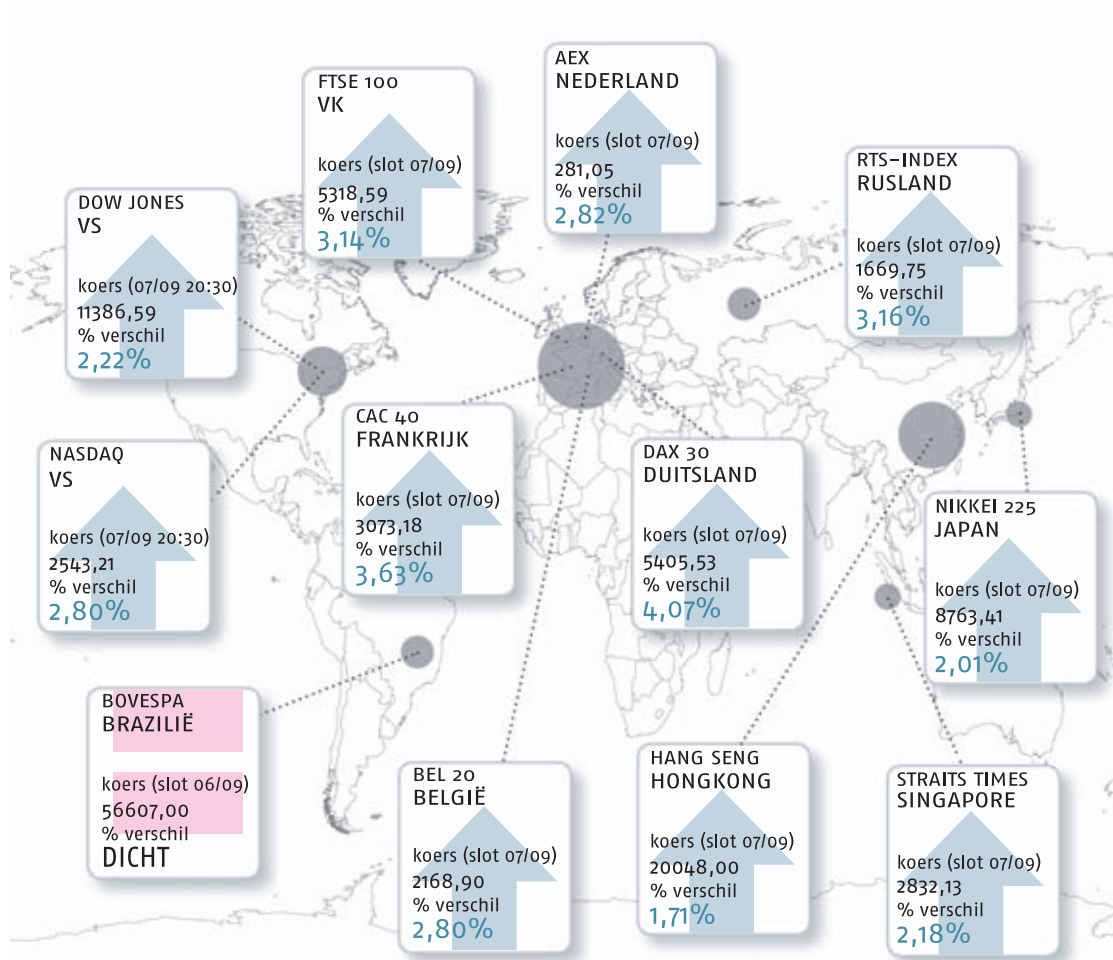 FTSE 100
VK
koers (slot 07/09)
5318,59
% verschil
3,14%
AEX
NEDERLAND
koers (slot 07/09)
281,05
% verschil
2,82%
RTS-INDEX
RUSLAND
koers (slot 07/09)
1669,75
% verschil
3,16%
DOW JONES
VS
koers (07/09 20:30)
11386,59
% verschil
2,22%
NASDAQ
VS
koers (07/09 20:30)
2543,21
% verschil
2,80%
CAC 40
FRANKRIJK
koers (slot 07/09)
3073,18
% verschil
3,63%
DAX 30
DUITSLAND
koers (slot 07/09)
5405,53
% verschil
4,07%
NIKKEI 225
JAPAN
koers (slot 07/09)
8763,41
% verschil
2,01%
BOVESPA
BRAZILIË
koers (slot 06/09)
56607,00
% verschil
DICHT
BEL 20
BELGIË
koers (slot 07/09)
2168,90
% verschil
2,80%
HANG SENG
HONGKONG
koers (slot 07/09)
20048,00
% verschil
1,71%
STRAITS TIMES
SINGAPORE
koers (slot 07/09)
2832,13
% verschil
2,18%